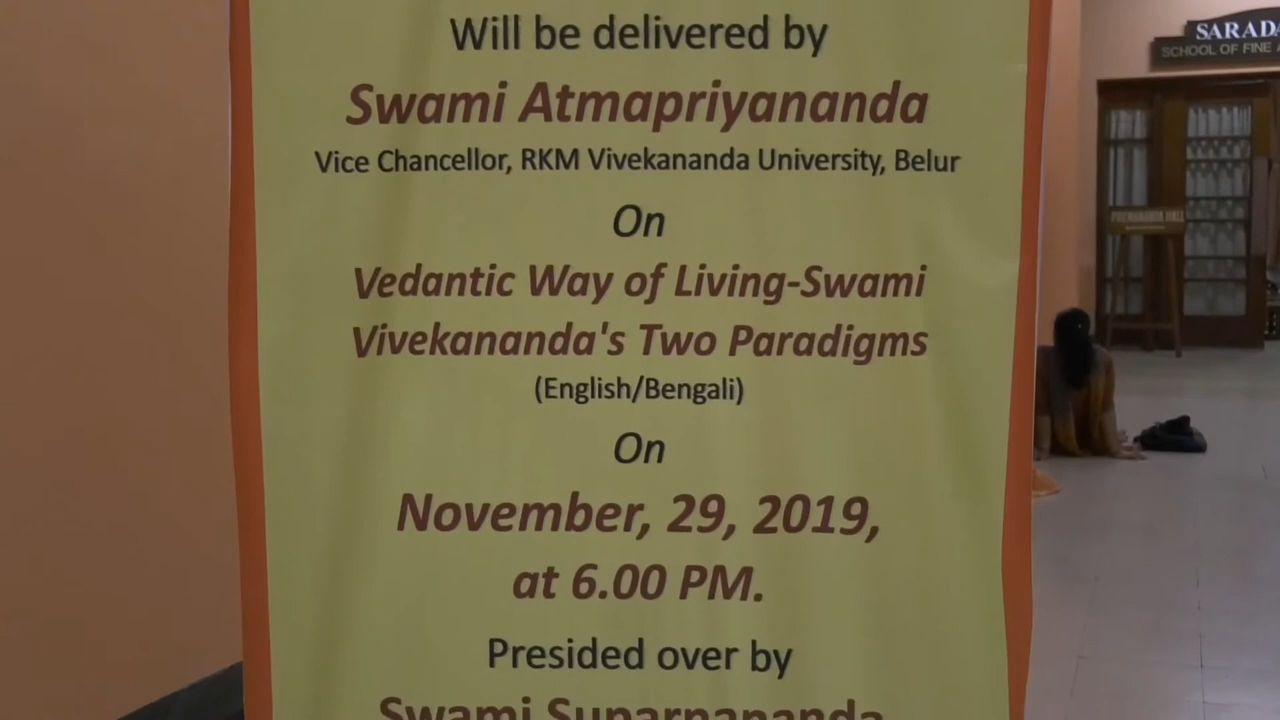 Will be delivered by
Swami Atmapriyananda
Vice Chancellor, RKM Vivekananda University, Belur
On
Vedantic Way of Living-Swami
Vivekananda's Two Paradigms
(English/Bengali)
On
November, 29, 2019,
at 6.00 PM.
Presided over by
Swami Suparnananda
SARADA
SCHOOL OF FINE A
PREMANANDA HALL